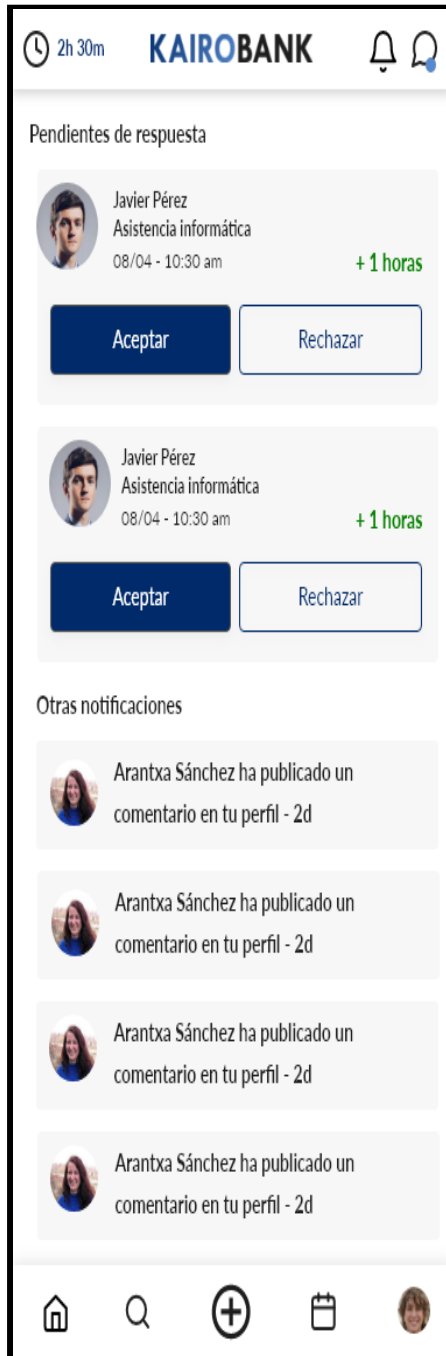 2h 30m KAIROBANK
Pendientes de respuesta
Javier Pérez
Asistencia informática
08/04 - 10:30 am
+ 1 horas
Aceptar Rechazar
Javier Pérez
Asistencia informática
08/04 - 10:30 am
+ 1 horas
Aceptar Rechazar
Otras notificaciones
Arantxa Sánchez ha publicado un
comentario en tu perfil - 2d
Arantxa Sánchez ha publicado un
comentario en tu perfil - 2d
Arantxa Sánchez ha publicado un
comentario en tu perfil - 2d
Arantxa Sánchez ha publicado un
comentario en tu perfil - 2d